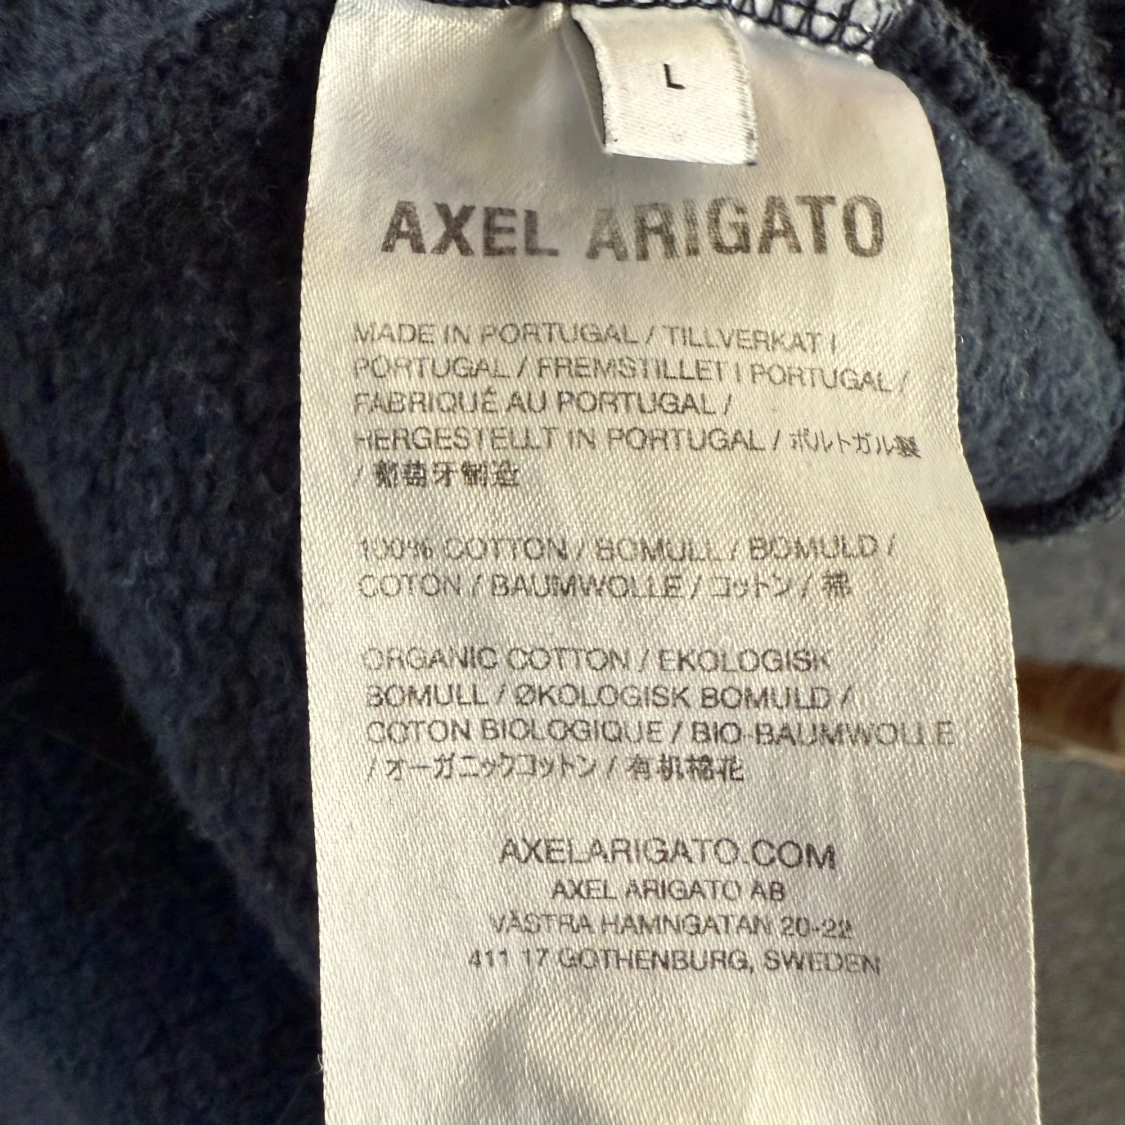 L
AXEL ARIGATO
MADE IN PORTUGAL / TILLVERKAT I
PORTUGAL / FREMSTILLET I PORTUGAL /
FABRIQUÉ AU PORTUGAL /
HERGESTELLT IN PORTUGAL / ポルトガル製
/ 葡萄牙制造
100% COTTON / BOMULL / BOMULD /
COTON / BAUMWOLLE / コットン / 棉
ORGANIC COTTON / EKOLOGISK
BOMULL / ØKOLOGISK BOMULD /
COTON BIOLOGIQUE / BIO-BAUMWOLLE
/ オーガニックコットン / 有机棉花
AXELARIGATO.COM
AXEL ARIGATO AB
VÄSTRA HAMNGATAN 20-22
411 17 GOTHENBURG, SWEDEN